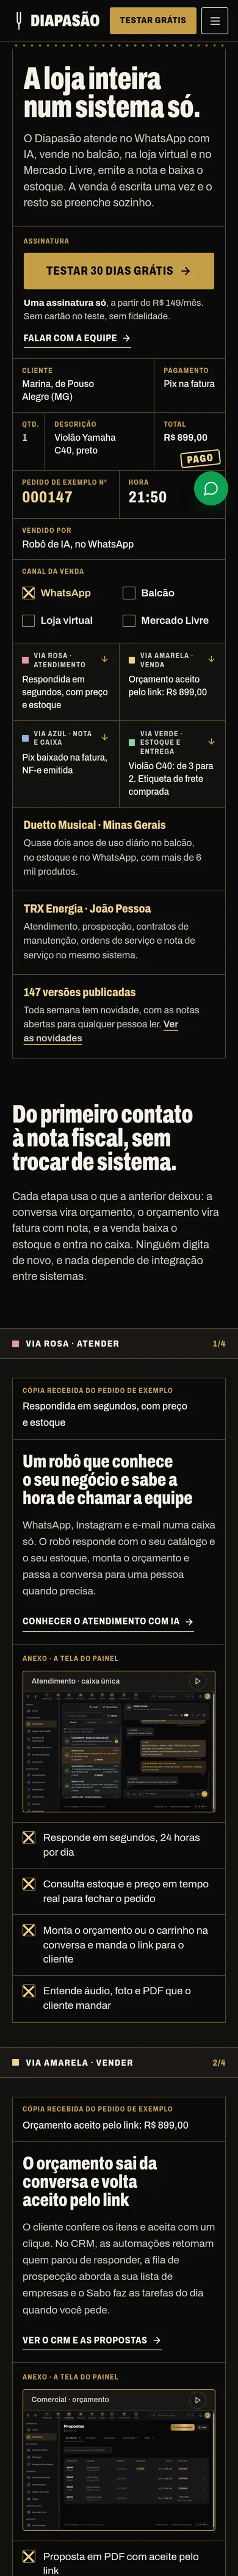 DIAPASÃO
TESTAR GRÁTIS
A loja inteira
num sistema só.
O Diapasão atende no WhatsApp com
IA, vende no balcão, na loja virtual e no
Mercado Livre, emite a nota e baixa o
estoque. A venda é escrita uma vez e o
resto se preenche sozinho.
ASSINATURA
TESTAR 30 DIAS GRÁTIS →
Uma assinatura só, a partir de R$ 149/mês.
Sem cartão no teste, sem fidelidade.
FALAR COM A EQUIPE →
CLIENTE
Marina, de Pouso
Alegre (MG)
PAGAMENTO
Pix na fatura
QTD.
1
DESCRIÇÃO
Violão Yamaha
C40, preto
TOTAL
R$ 899,00
PAGO
PEDIDO DE EXEMPLO Nº
000147
HORA
21:50
VENDIDO POR
Robô de IA, no WhatsApp
CANAL DA VENDA
WhatsApp
Balcão
Loja virtual
Mercado Livre
VIA ROSA ·
ATENDIMENTO
Respondida em
segundos, com preço
e estoque
VIA AMARELA ·
VENDA
Orçamento aceito
pelo link: R$ 899,00
VIA AZUL · NOTA
E CAIXA
Pix baixado na fatura,
NF-e emitida
VIA VERDE ·
ESTOQUE E
ENTREGA
Violão C40: de 3 para
2. Etiqueta de frete
comprada
Duetto Musical · Minas Gerais
Quase dois anos de uso diário no balcão,
no estoque e no WhatsApp, com mais de 6
mil produtos.
TRX Energia · João Pessoa
Atendimento, prospecção, contratos de
manutenção, ordens de serviço e nota de
serviço no mesmo sistema.
147 versões publicadas
Toda semana tem novidade, com as notas
abertas para qualquer pessoa ler. Ver
as novidades
Do primeiro contato
à nota fiscal, sem
trocar de sistema.
Cada etapa usa o que a anterior deixou: a
conversa vira orçamento, o orçamento vira
fatura com nota, e a venda baixa o
estoque e entra no caixa. Ninguém digita
de novo, e nada depende de integração
entre sistemas.
VIA ROSA · ATENDER
1/4
CÓPIA RECEBIDA DO PEDIDO DE EXEMPLO
Respondida em segundos, com preço
e estoque
Um robô que conhece
o seu negócio e sabe a
hora de chamar a equipe
WhatsApp, Instagram e e-mail numa caixa
só. O robô responde com o seu catálogo e
o seu estoque, monta o orçamento e
passa a conversa para uma pessoa
quando precisa.
CONHECER O ATENDIMENTO COM IA →
ANEXO · A TELA DO PAINEL
Atendimento · caixa única
Responde em segundos, 24 horas
por dia
Consulta estoque e preço em tempo
real para fechar o pedido
Monta o orçamento ou o carrinho na
conversa e manda o link para o
cliente
Entende áudio, foto e PDF que o
cliente mandar
VIA AMARELA · VENDER
2/4
CÓPIA RECEBIDA DO PEDIDO DE EXEMPLO
Orçamento aceito pelo link: R$ 899,00
O orçamento sai da
conversa e volta
aceito pelo link
O cliente confere os itens e aceita com um
clique. No CRM, as automações retomam
quem parou de responder, a fila de
prospecção aborda a sua lista de
empresas e o Sabo faz as tarefas do dia
quando você pede.
VER O CRM E AS PROPOSTAS →
ANEXO · A TELA DO PAINEL
Comercial · orçamento
Propostas
Proposta em PDF com aceite pelo
link